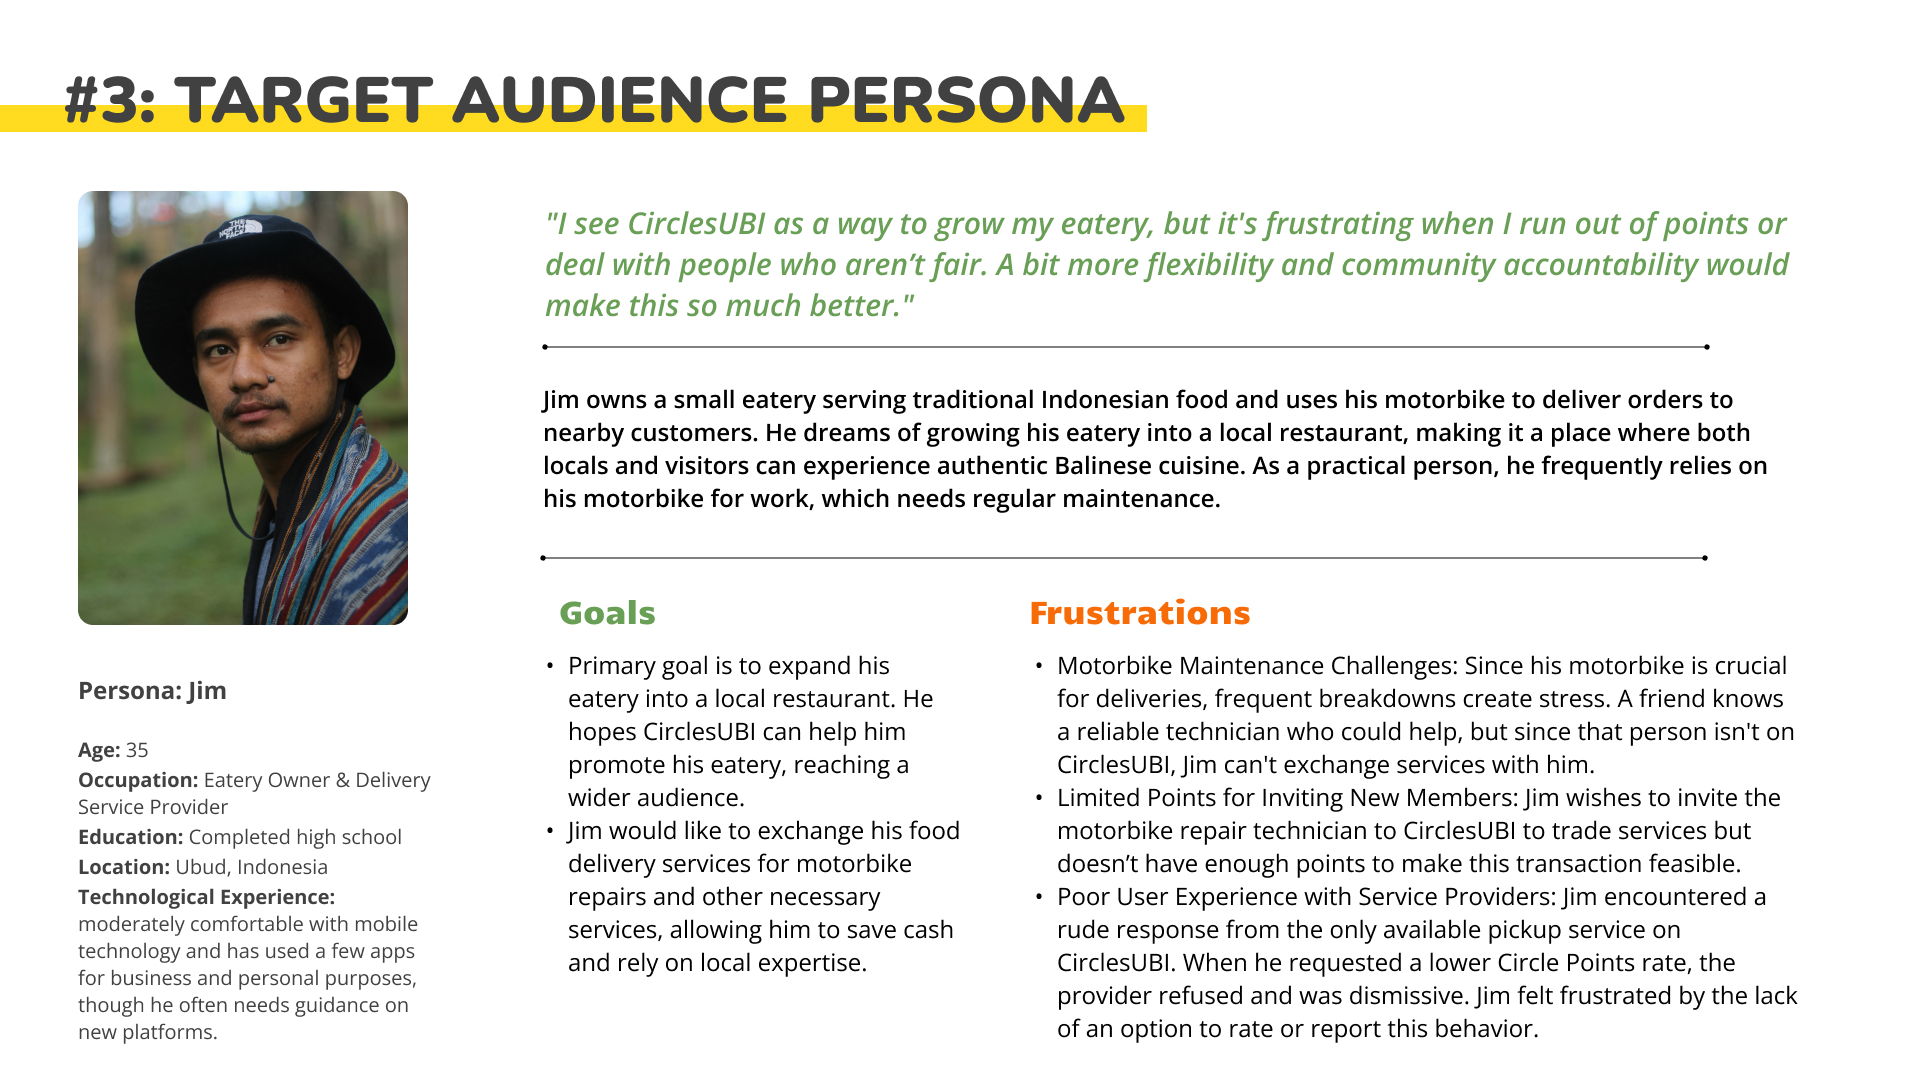 #3: TARGET AUDIENCE PERSONA
THE
NORTH
FACE
Persona: Jim
Age: 35
Occupation: Eatery Owner & Delivery
Service Provider
Education: Completed high school
Location: Ubud, Indonesia
Technological Experience:
moderately comfortable with mobile
technology and has used a few apps
for business and personal purposes,
though he often needs guidance on
new platforms.
"I see CirclesUBI as a way to grow my eatery, but it's frustrating when I run out of points or
deal with people who aren’t fair. A bit more flexibility and community accountability would
make this so much better."
Jim owns a small eatery serving traditional Indonesian food and uses his motorbike to deliver orders to
nearby customers. He dreams of growing his eatery into a local restaurant, making it a place where both
locals and visitors can experience authentic Balinese cuisine. As a practical person, he frequently relies on
his motorbike for work, which needs regular maintenance.
Goals
• Primary goal is to expand his
eatery into a local restaurant. He
hopes CirclesUBI can help him
promote his eatery, reaching a
wider audience.
• Jim would like to exchange his food
delivery services for motorbike
repairs and other necessary
services, allowing him to save cash
and rely on local expertise.
Frustrations
• Motorbike Maintenance Challenges: Since his motorbike is crucial
for deliveries, frequent breakdowns create stress. A friend knows
a reliable technician who could help, but since that person isn't on
CirclesUBI, Jim can't exchange services with him.
• Limited Points for Inviting New Members: Jim wishes to invite the
motorbike repair technician to CirclesUBI to trade services but
doesn’t have enough points to make this transaction feasible.
• Poor User Experience with Service Providers: Jim encountered a
rude response from the only available pickup service on
CirclesUBI. When he requested a lower Circle Points rate, the
provider refused and was dismissive. Jim felt frustrated by the lack
of an option to rate or report this behavior.